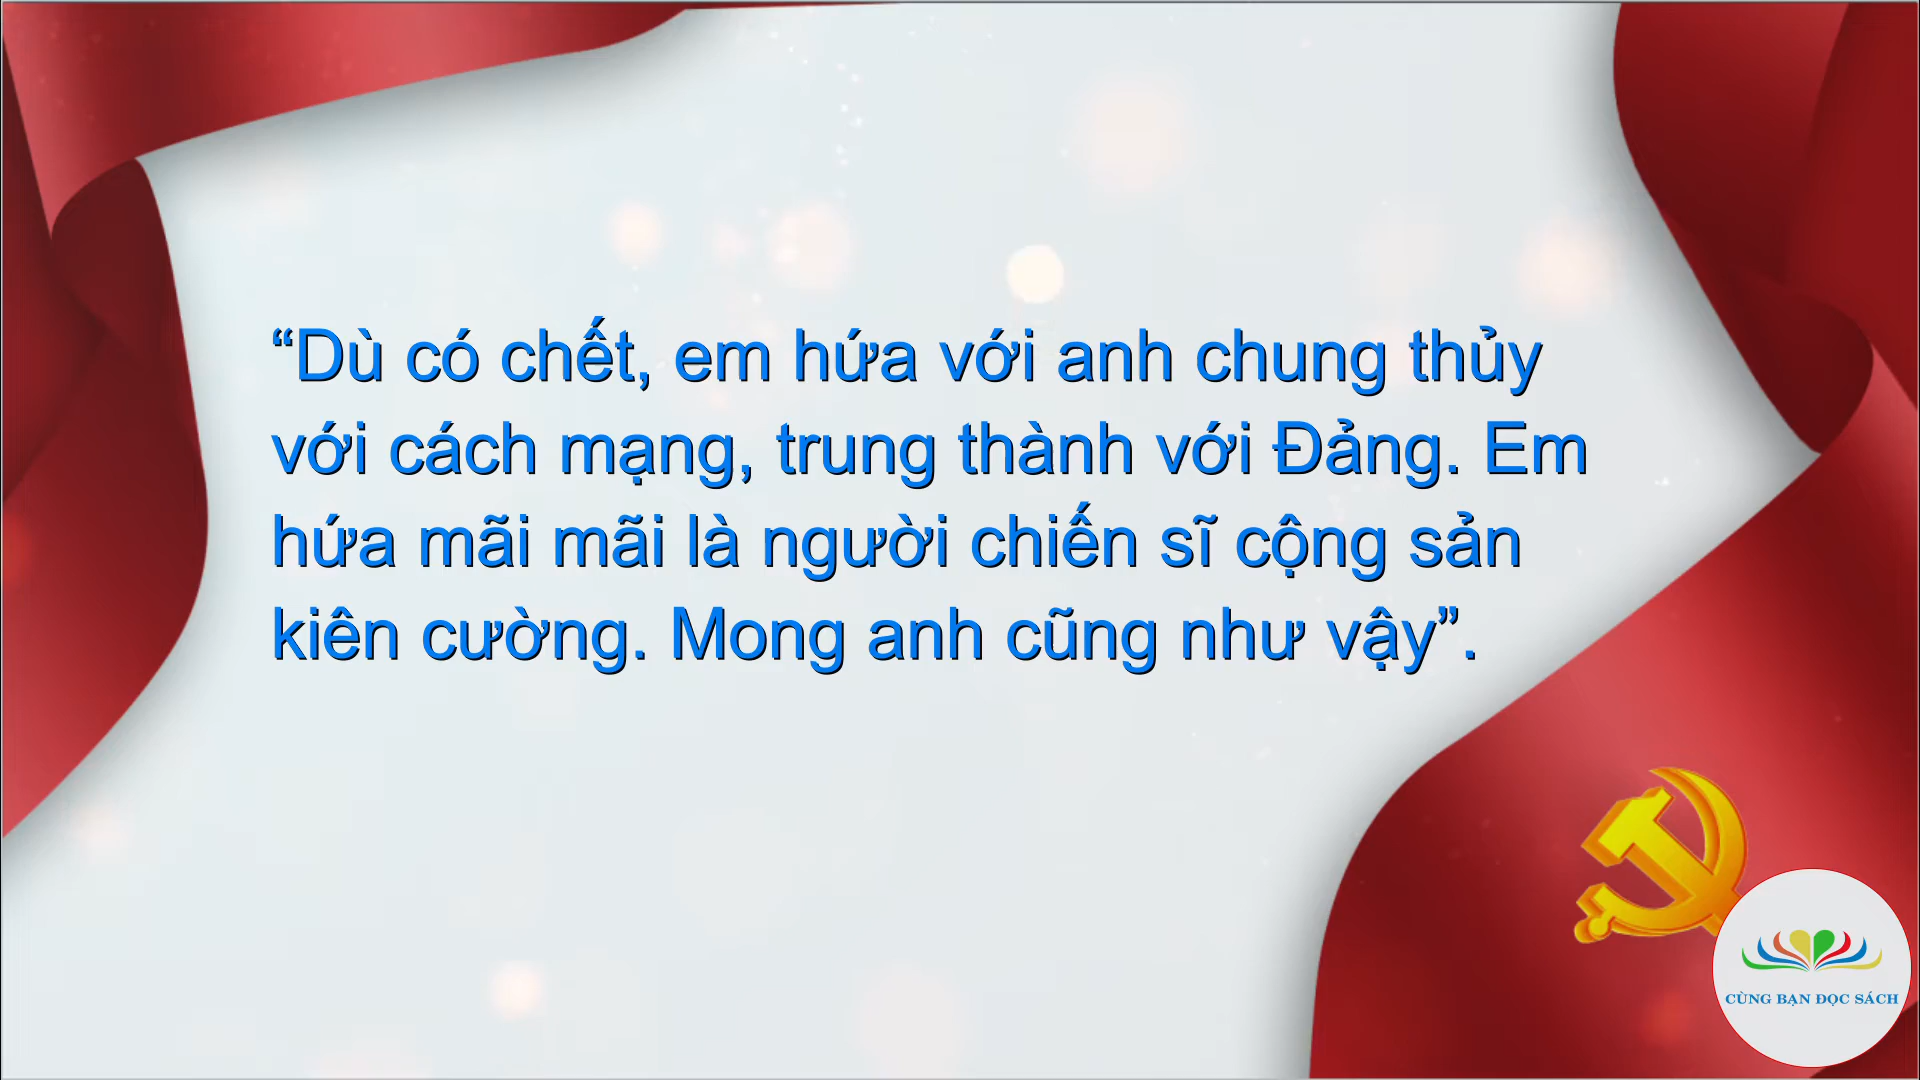 “Dù có chết, em hứa với anh chung thủy
với cách mạng, trung thành với Đảng. Em
hứa mãi mãi là người chiến sĩ cộng sản
kiên cường. Mong anh cũng như vậy”.
CÙNG BẠN ĐỌC SÁCH